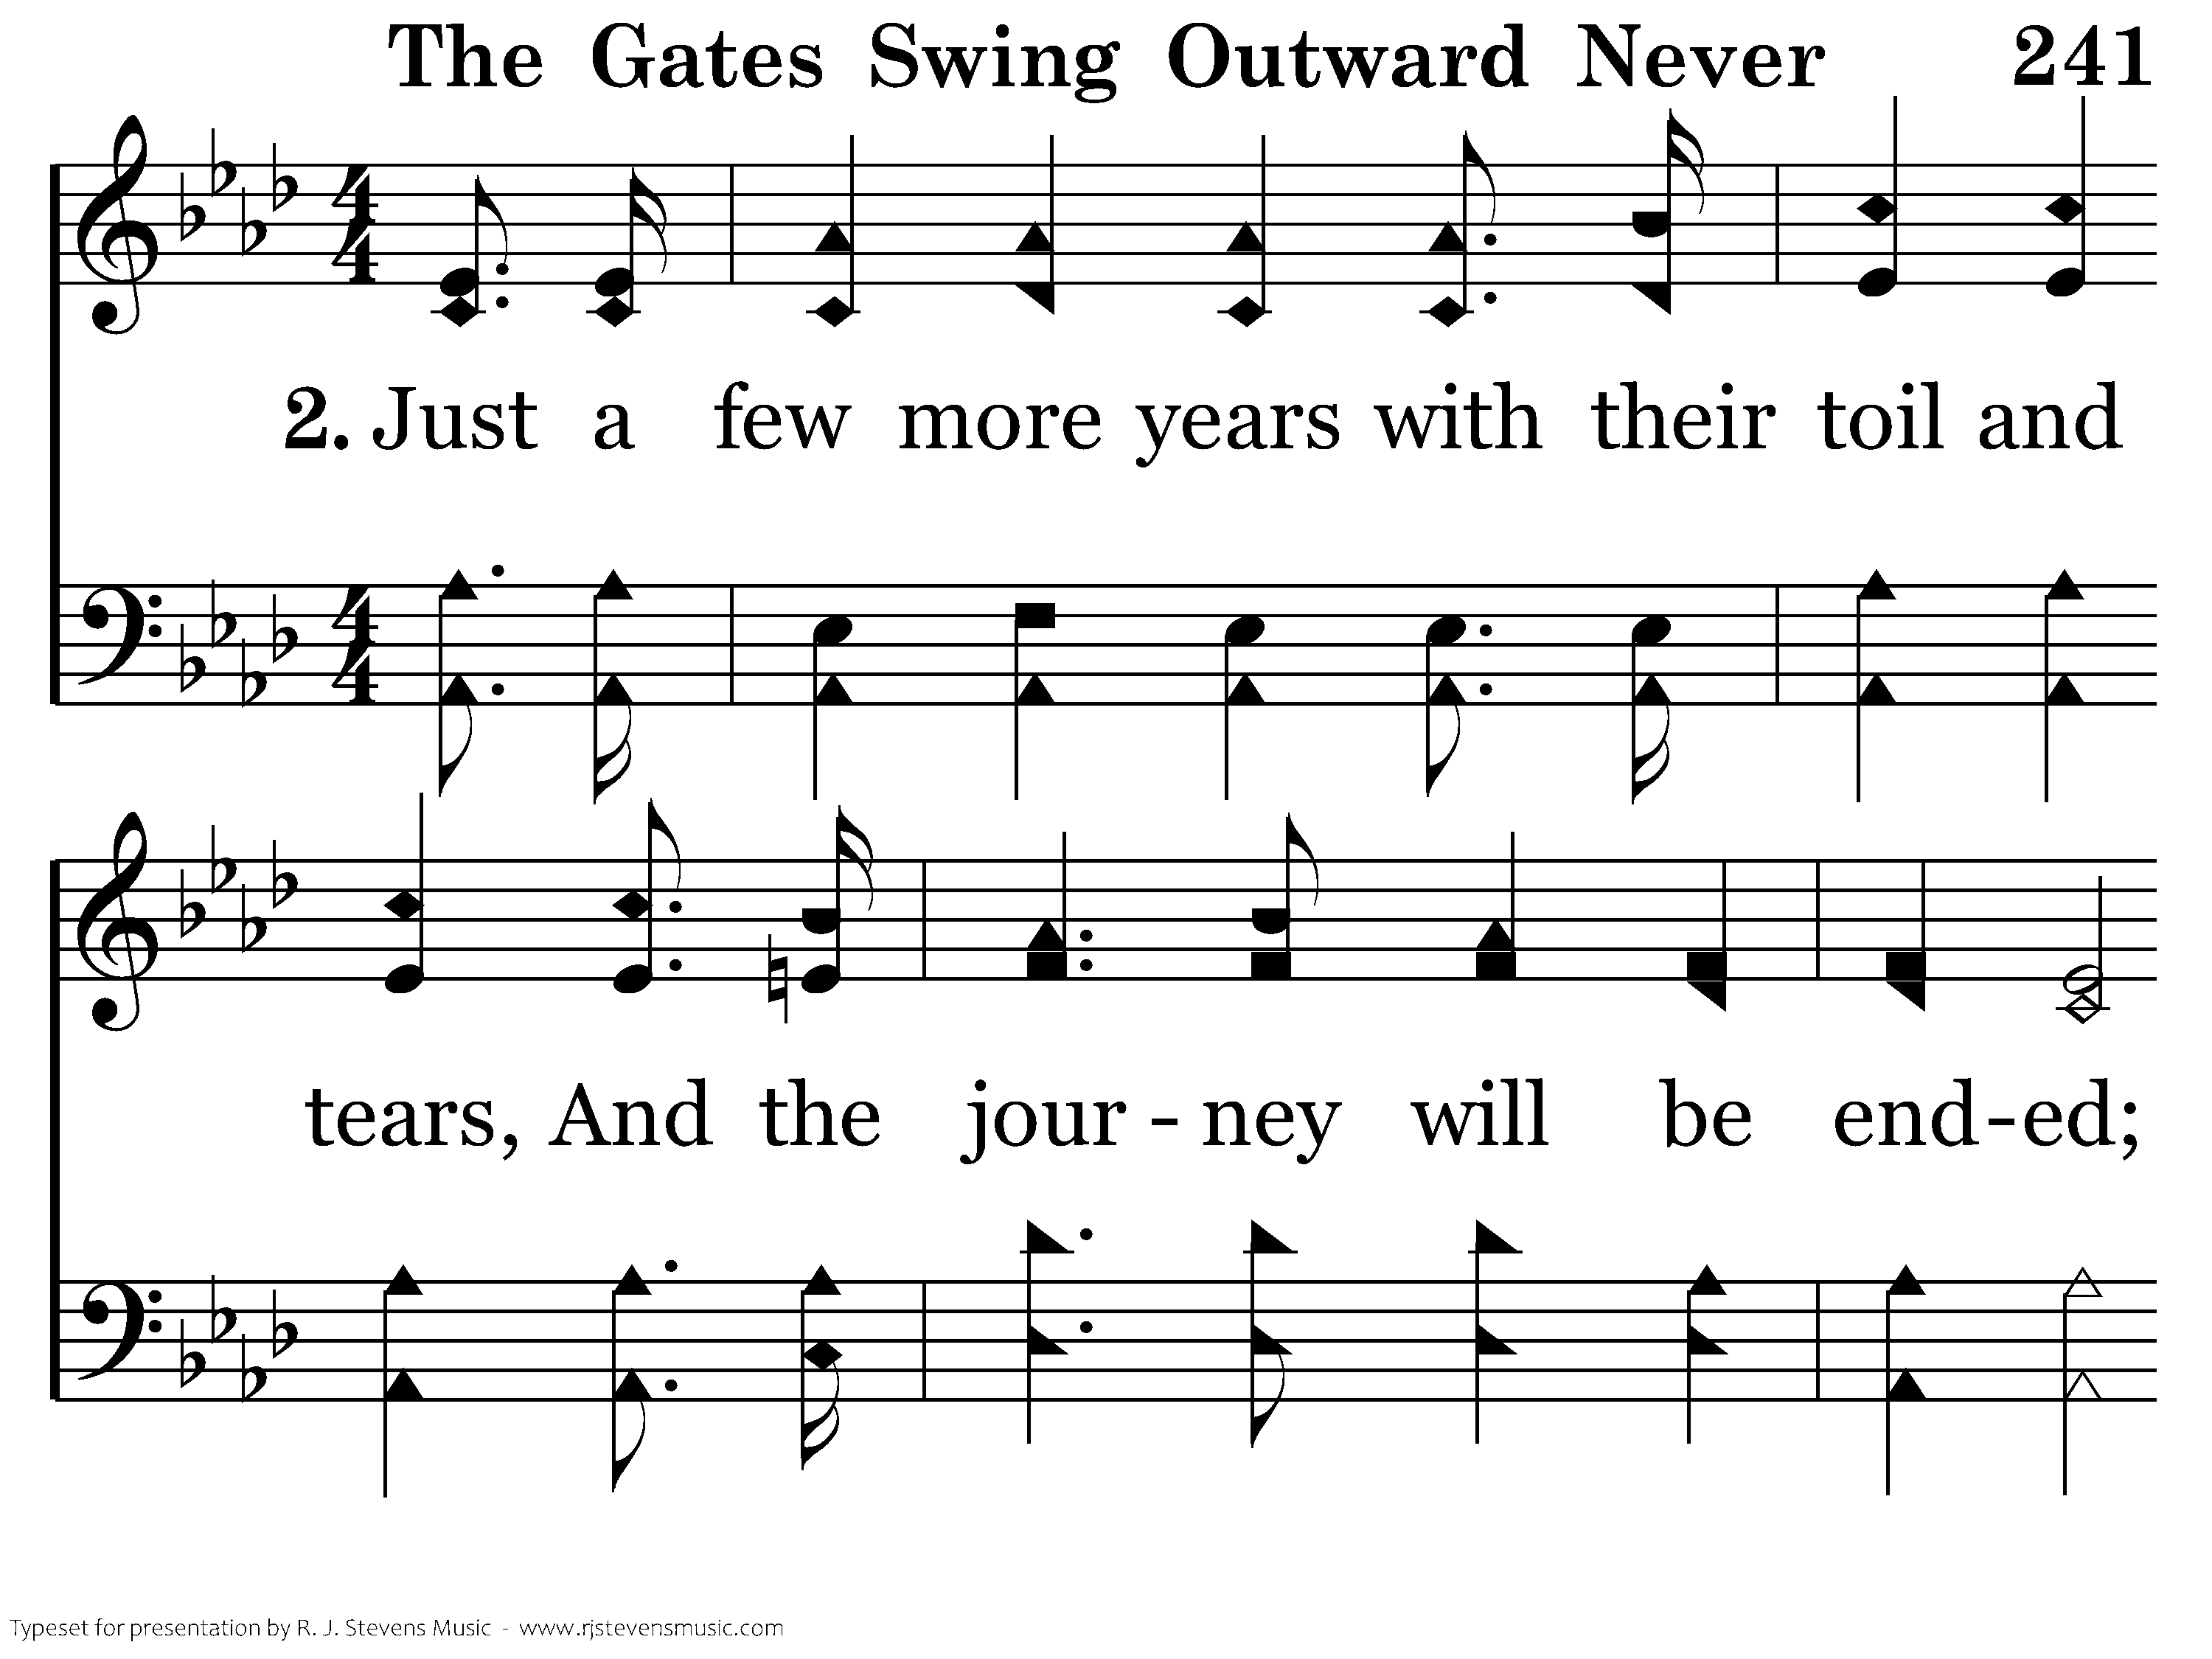 The Gates Swing Outward Never 241
2. Just a few more years with their toil and
tears, And the jour - ney will be end-ed;
Typeset for presentation by R. J. Stevens Music - www.rjstevensmusic.com